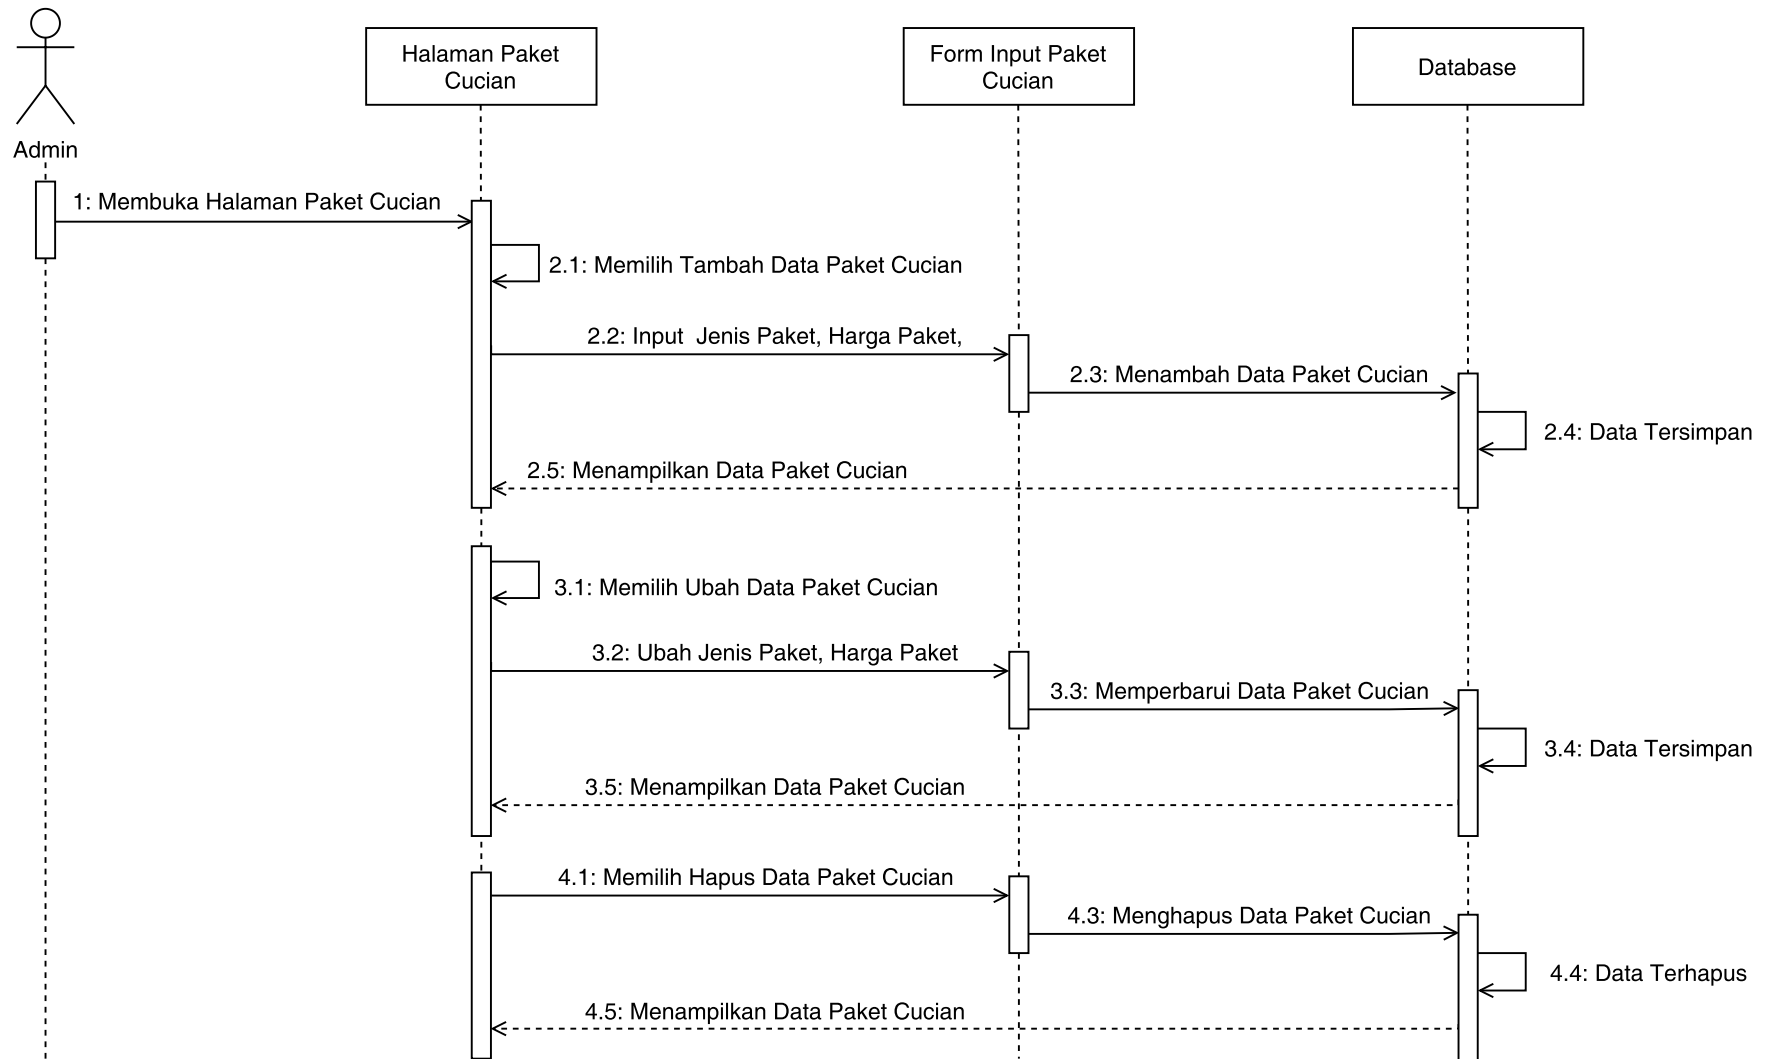 Halaman Paket
Cucian
Form Input Paket
Cucian
Database
Admin
1: Membuka Halaman Paket Cucian
2.1: Memilih Tambah Data Paket Cucian
2.2: Input  Jenis Paket, Harga Paket,
2.3: Menambah Data Paket Cucian
2.4: Data Tersimpan
2.5: Menampilkan Data Paket Cucian
3.1: Memilih Ubah Data Paket Cucian
3.2: Ubah Jenis Paket, Harga Paket
3.3: Memperbarui Data Paket Cucian
3.4: Data Tersimpan
3.5: Menampilkan Data Paket Cucian
4.1: Memilih Hapus Data Paket Cucian
4.3: Menghapus Data Paket Cucian
4.4: Data Terhapus
4.5: Menampilkan Data Paket Cucian